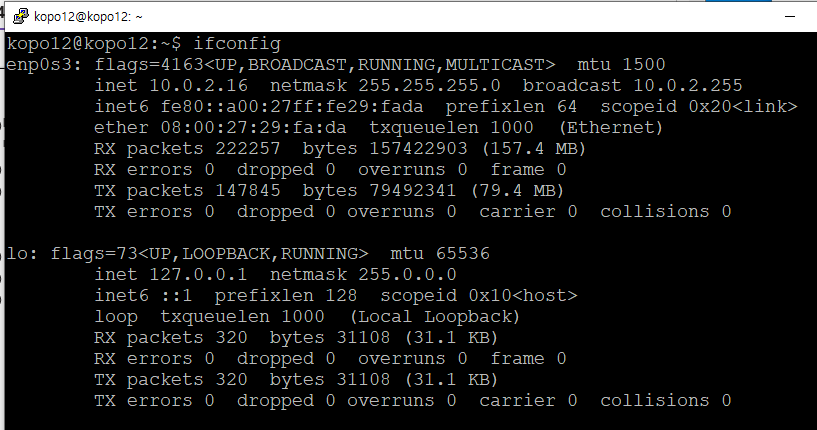 kopo12@kopo12: ~
kopo12@kopo12:~$ ifconfig
enp0s3: flags=4163<UP,BROADCAST,RUNNING,MULTICAST>  mtu 1500
        inet 10.0.2.16  netmask 255.255.255.0  broadcast 10.0.2.255
        inet6 fe80::a00:27ff:fe29:fada  prefixlen 64  scopeid 0x20<link>
        ether 08:00:27:29:fa:da  txqueuelen 1000  (Ethernet)
        RX packets 222257  bytes 157422903 (157.4 MB)
        RX errors 0  dropped 0  overruns 0  frame 0
        TX packets 147845  bytes 79492341 (79.4 MB)
        TX errors 0  dropped 0 overruns 0  carrier 0  collisions 0

lo: flags=73<UP,LOOPBACK,RUNNING>  mtu 65536
        inet 127.0.0.1  netmask 255.0.0.0
        inet6 ::1  prefixlen 128  scopeid 0x10<host>
        loop  txqueuelen 1000  (Local Loopback)
        RX packets 320  bytes 31108 (31.1 KB)
        RX errors 0  dropped 0  overruns 0  frame 0
        TX packets 320  bytes 31108 (31.1 KB)
        TX errors 0  dropped 0 overruns 0  carrier 0  collisions 0